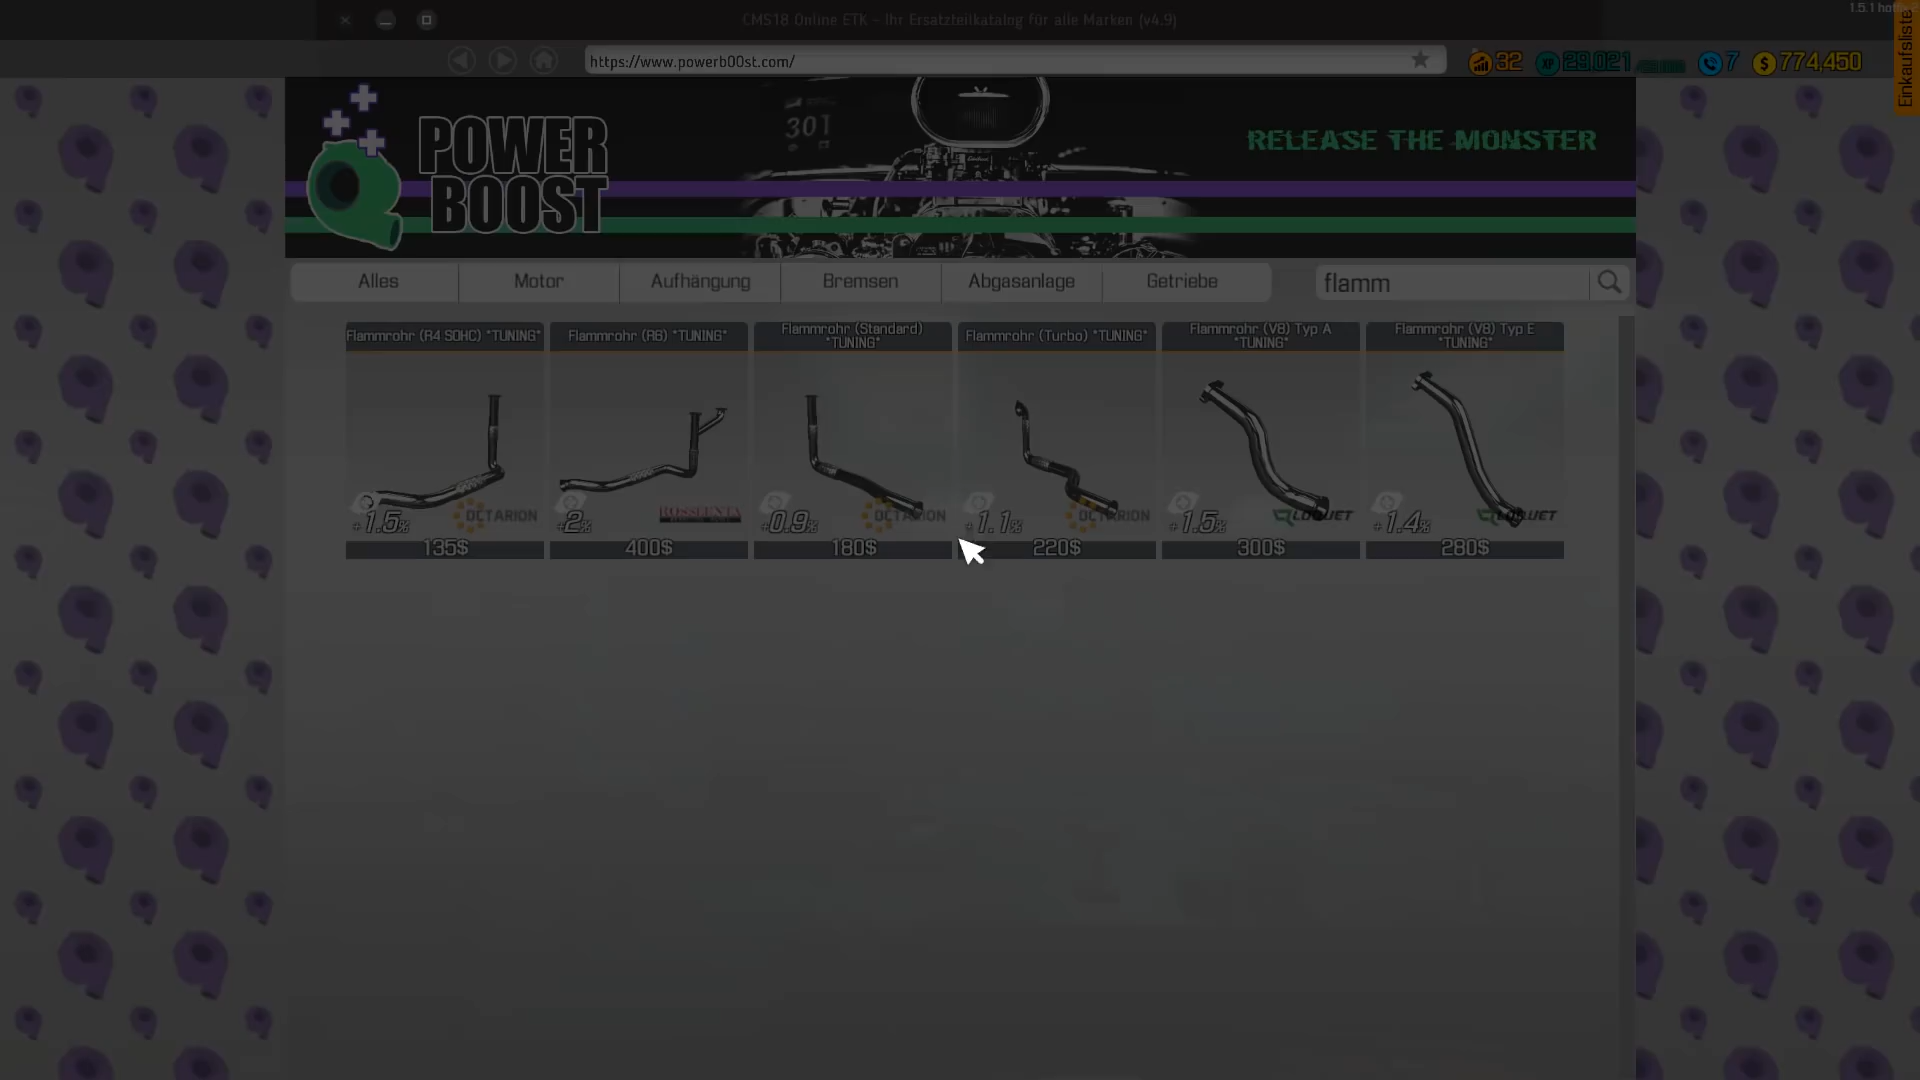 1.5.1 hotfix
CMS18 Online ETK - Ihr Ersatzteilkatalog für alle Marken (v4.9)
Einkaufsliste
https://www.powerb00st.com/
32
XP 29,021
7
$ 774,450
POWER
BOOST
301
RELEASE THE MONSTER
Alles
Motor
Aufhängung
Bremsen
Abgasanlage
Getriebe
flamm
Flammrohr (R4 SOHC) *TUNING*
Flammrohr (R6) *TUNING*
Flammrohr (Standard)
*TUNING*
Flammrohr (Turbo) *TUNING*
Flammrohr (V8) Typ A
*TUNING*
Flammrohr (V8) Typ E
*TUNING*
+1.5%
OCTARION
+2%
+0.9%
OCTARION
+1.1%
OCTARION
+1.5%
+1.4%
135$
400$
180$
220$
300$
280$